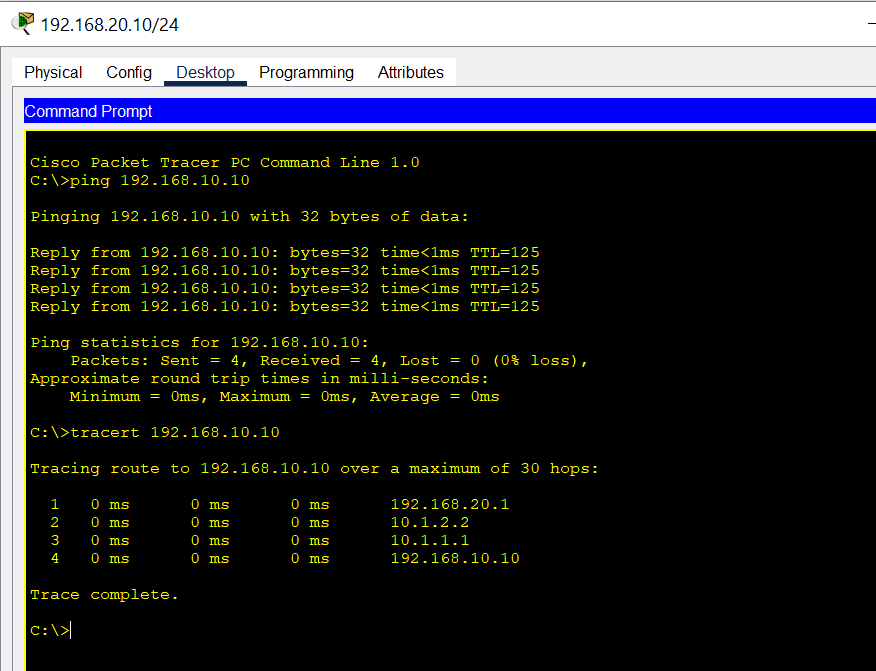 192.168.20.10/24
Physical Config Desktop Programming Attributes
Command Prompt
Cisco Packet Tracer PC Command Line 1.0
C:\>ping 192.168.10.10
Pinging 192.168.10.10 with 32 bytes of data:
Reply from 192.168.10.10: bytes=32 time<1ms TTL=125
Reply from 192.168.10.10: bytes=32 time<1ms TTL=125
Reply from 192.168.10.10: bytes=32 time<1ms TTL=125
Reply from 192.168.10.10: bytes=32 time<1ms TTL=125
Ping statistics for 192.168.10.10:
    Packets: Sent = 4, Received = 4, Lost = 0 (0% loss),
Approximate round trip times in milli-seconds:
    Minimum = 0ms, Maximum = 0ms, Average = 0ms
C:\>tracert 192.168.10.10
Tracing route to 192.168.10.10 over a maximum of 30 hops:
  1   0 ms      0 ms      0 ms      192.168.20.1
  2   0 ms      0 ms      0 ms      10.1.2.2
  3   0 ms      0 ms      0 ms      10.1.1.1
  4   0 ms      0 ms      0 ms      192.168.10.10
Trace complete.
C:\>